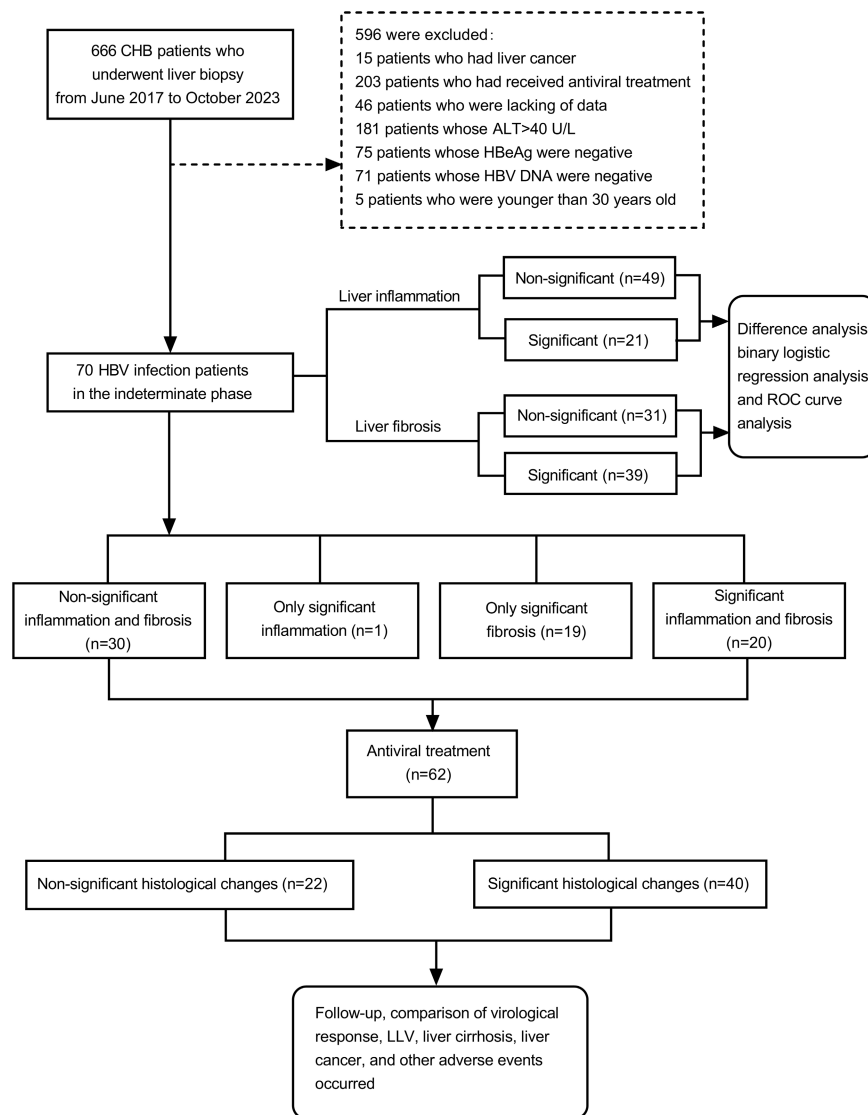 666 CHB patients who
underwent liver biopsy
from June 2017 to October 2023
596 were excluded:
15 patients who had liver cancer
203 patients who had received antiviral treatment
46 patients who were lacking of data
181 patients whose ALT>40 U/L
75 patients whose HBeAg were negative
71 patients whose HBV DNA were negative
5 patients who were younger than 30 years old
70 HBV infection patients
in the indeterminate phase
Liver inflammation
Non-significant (n=49)
Significant (n=21)
Liver fibrosis
Non-significant (n=31)
Significant (n=39)
Difference analysis,
binary logistic
regression analysis
and ROC curve
analysis
Non-significant
inflammation and fibrosis
(n=30)
Only significant
inflammation (n=1)
Only significant
fibrosis (n=19)
Significant
inflammation and fibrosis
(n=20)
Antiviral treatment
(n=62)
Non-significant histological changes (n=22)
Significant histological changes (n=40)
Follow-up, comparison of virological
response, LLV, liver cirrhosis, liver
cancer, and other adverse events
occurred